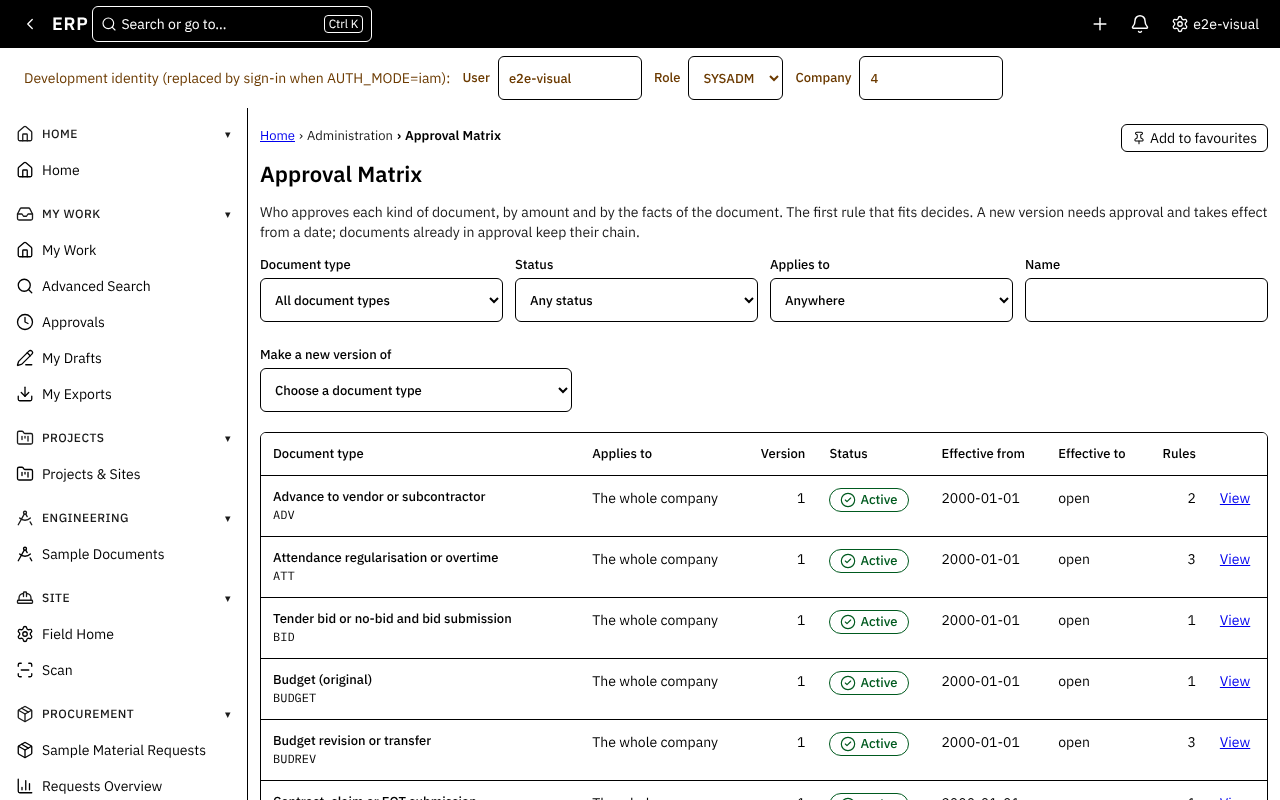 ERP
Search or go to...
Ctrl K
e2e-visual
Development identity (replaced by sign-in when AUTH_MODE=iam):
User
e2e-visual
Role
SYSADM
Company
4
HOME
Home
MY WORK
My Work
Advanced Search
Approvals
My Drafts
My Exports
PROJECTS
Projects & Sites
ENGINEERING
Sample Documents
SITE
Field Home
Scan
PROCUREMENT
Sample Material Requests
Requests Overview
Home › Administration › Approval Matrix
Add to favourites
Approval Matrix
Who approves each kind of document, by amount and by the facts of the document. The first rule that fits decides. A new version needs approval and takes effect
from a date; documents already in approval keep their chain.
Document type
Status
Applies to
Name
All document types
Any status
Anywhere
Make a new version of
Choose a document type
Document type Applies to Version Status Effective from Effective to Rules
Advance to vendor or subcontractor The whole company 1 Active 2000-01-01 open 2 View
ADV
Attendance regularisation or overtime The whole company 1 Active 2000-01-01 open 3 View
ATT
Tender bid or no-bid and bid submission The whole company 1 Active 2000-01-01 open 1 View
BID
Budget (original) The whole company 1 Active 2000-01-01 open 1 View
BUDGET
Budget revision or transfer The whole company 1 Active 2000-01-01 open 3 View
BUDREV